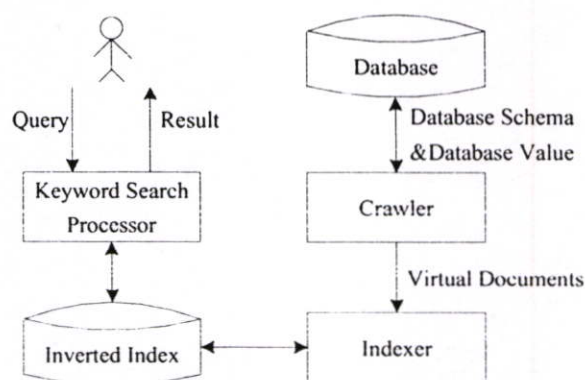 Query
Result
Keyword Search
Processor
Inverted Index
Database
Database Schema
&Database Value
Crawler
Virtual Documents
Indexer